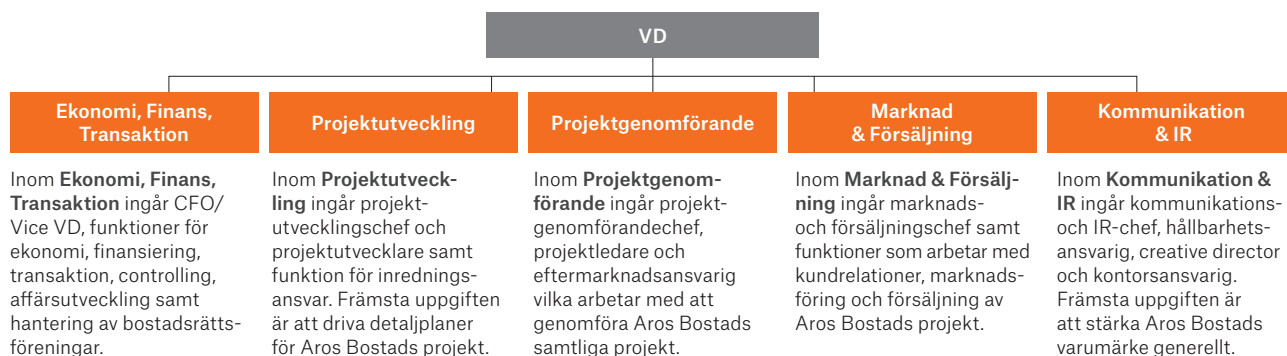 VD
Ekonomi, Finans,
Transaktion
Projektutveckling
Projektgenomförande
Marknad
& Försäljning
Kommunikation
& IR
Inom Ekonomi, Finans,
Transaktion ingår CFO/
Vice VD, funktioner för
ekonomi, finansiering,
transaktion, controlling,
affärsutveckling samt
hantering av bostadsrätts-
föreningar.
Inom Projektutveck-
ling ingår projekt-
utvecklingschef och
projektutvecklare samt
funktion för inrednings-
ansvar. Främsta uppgiften
är att driva detaljplaner
för Aros Bostads projekt.
Inom Projektgenom-
förande ingår projekt-
genomförandechef,
projektledare och
eftermarknadsansvarig
vilka arbetar med att
genomföra Aros Bostads
samtliga projekt.
Inom Marknad & Försälj-
ning ingår marknads-
och försäljningschef samt
funktioner som arbetar med
kundrelationer, marknads-
föring och försäljning av
Aros Bostads projekt.
Inom Kommunikation &
IR ingår kommunikations-
och IR-chef, hållbarhets-
ansvarig, creative director
och kontorsansvarig.
Främsta uppgiften är
att stärka Aros Bostads
varumärke generellt.